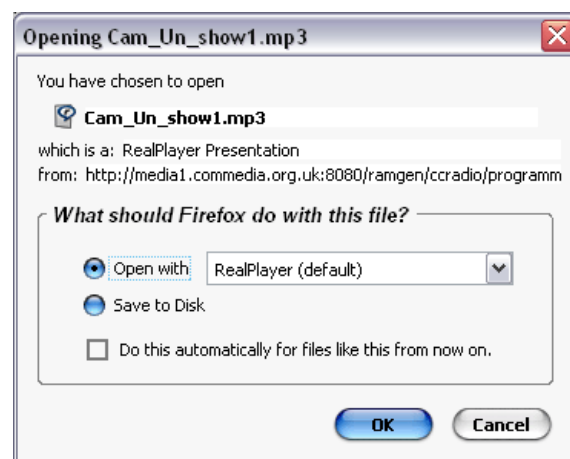 Opening Cam_Un_show1.mp3
You have chosen to open
Cam_Un_show1.mp3
which is a: RealPlayer Presentation
from: http://media1.commedia.org.uk:8080/ramgen/ccradio/programm
What should Firefox do with this file?
Open with RealPlayer (default)
Save to Disk
Do this automatically for files like this from now on.
OK Cancel